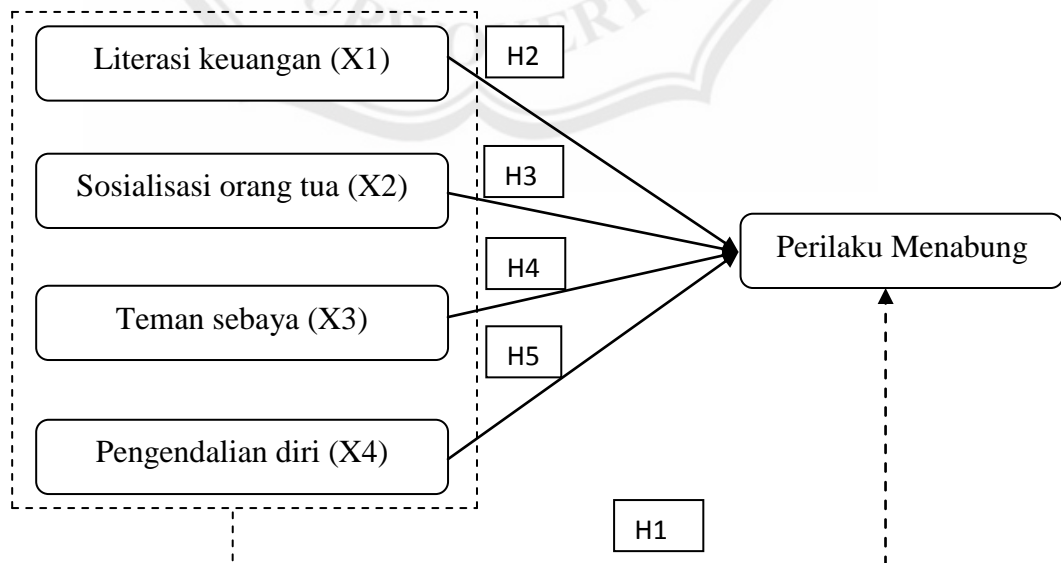 Literasi keuangan (X1)
H2
Sosialisasi orang tua (X2)
H3
Perilaku Menabung
H4
Teman sebaya (X3)
H5
Pengendalian diri (X4)
H1